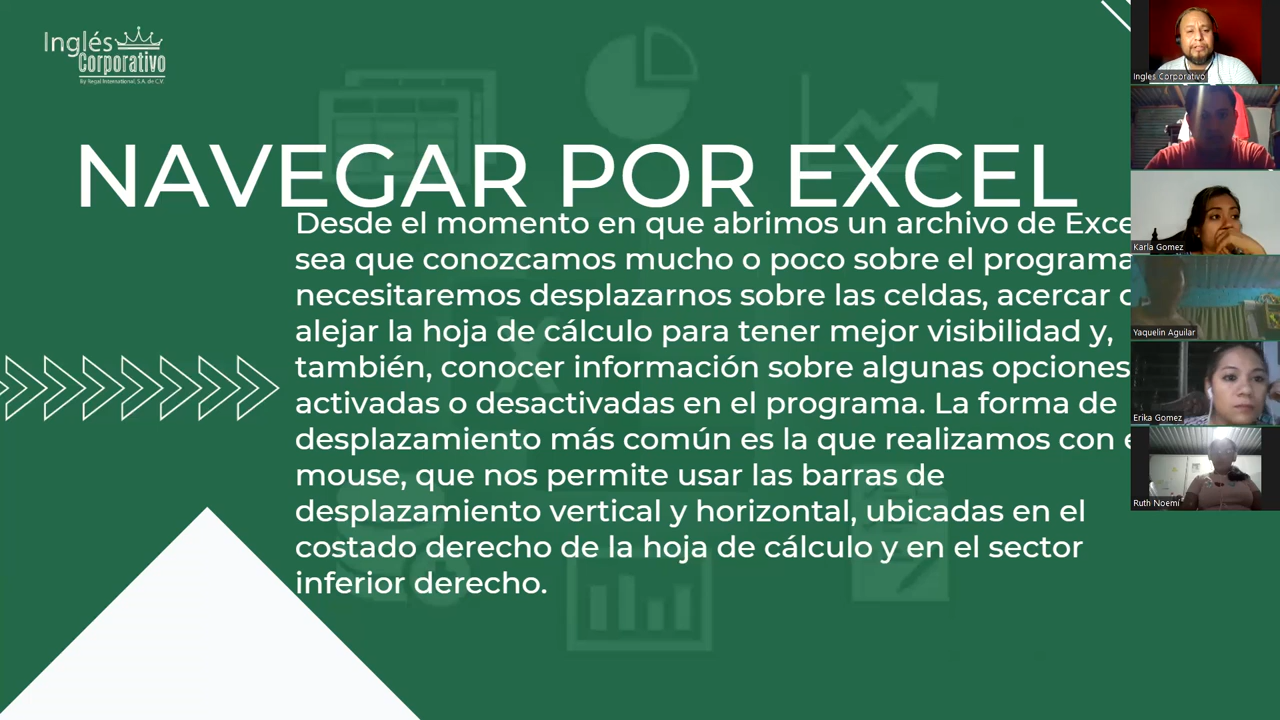 Inglés
Corporativo
By Regal International, S.A. de C.V.
NAVEGAR POR EXCEL
Desde el momento en que abrimos un archivo de Exce
sea que conozcamos mucho o poco sobre el programa
necesitaremos desplazarnos sobre las celdas, acercar
alejar la hoja de cálculo para tener mejor visibilidad y,
también, conocer información sobre algunas opciones
activadas o desactivadas en el programa. La forma de
desplazamiento más común es la que realizamos con
mouse, que nos permite usar las barras de
desplazamiento vertical y horizontal, ubicadas en el
costado derecho de la hoja de cálculo y en el sector
inferior derecho.
Ingles Corporativo
Karla Gomez
Yaquelin Aguilar
Erika Gomez
Ruth Noemí